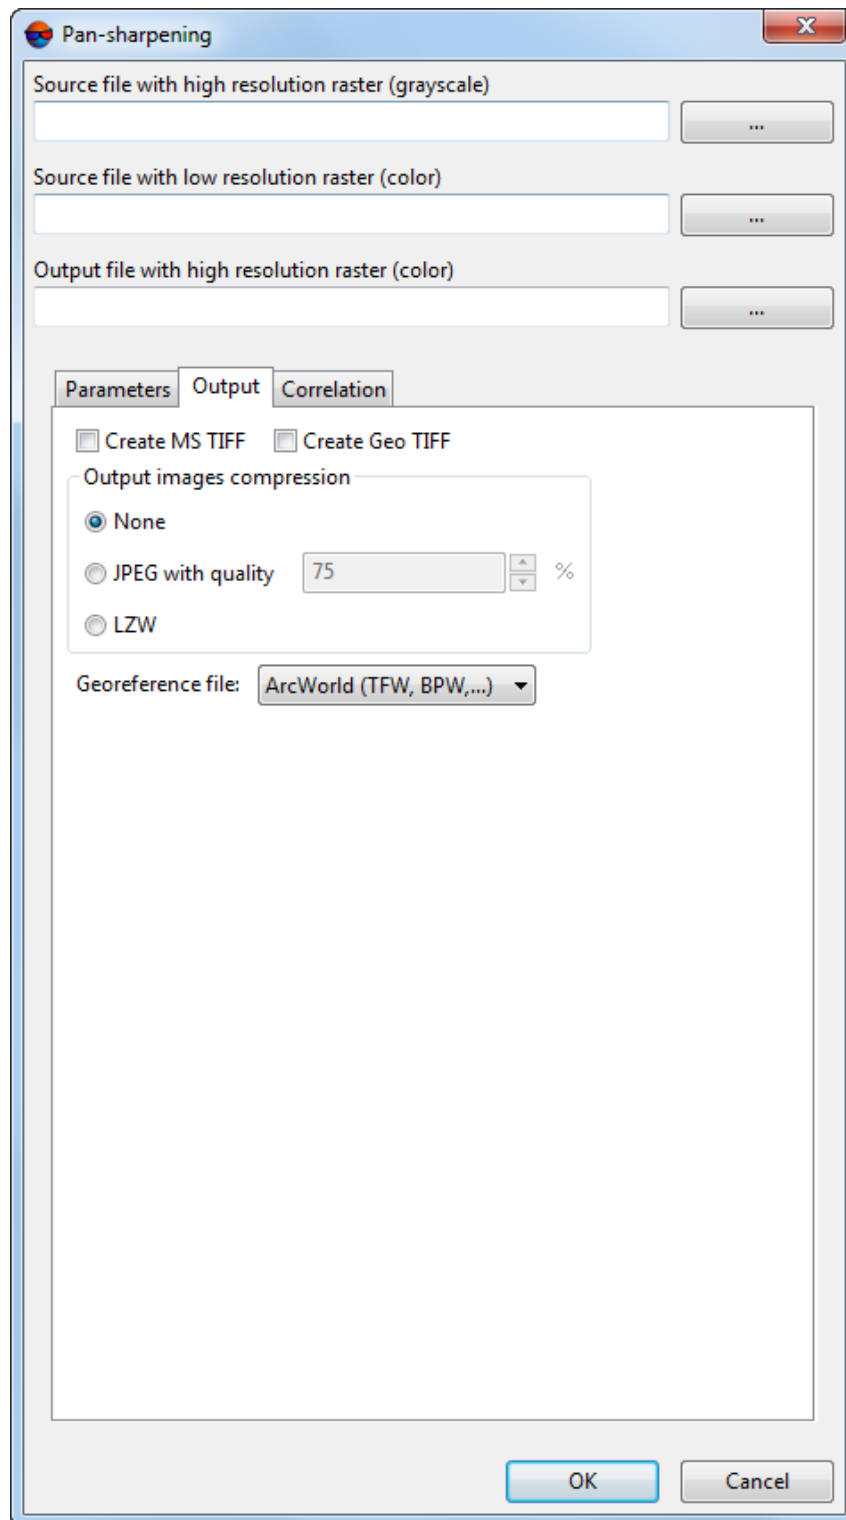 Pan-sharpening
Source file with high resolution raster (grayscale)
...
Source file with low resolution raster (color)
...
Output file with high resolution raster (color)
...
Parameters Output Correlation
Create MS TIFF Create Geo TIFF
Output images compression
None
JPEG with quality 75 %
LZW
Georeference file: ArcWorld (TFW, BPW,...)
OK Cancel